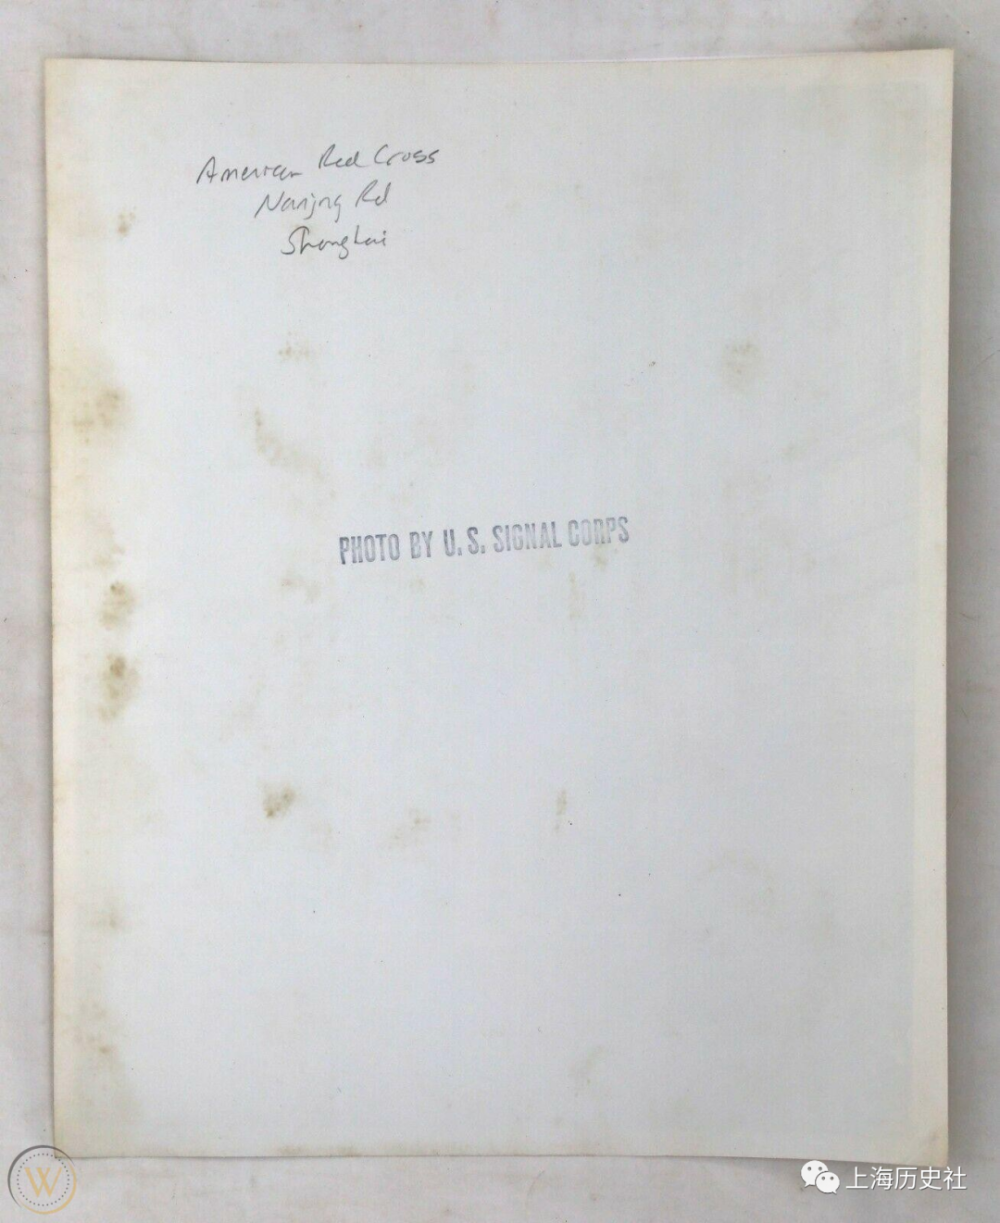 American Red Cross
Nanjing Rd
Shanghai
PHOTO BY U. S. SIGNAL CORPS
W
上海历史社